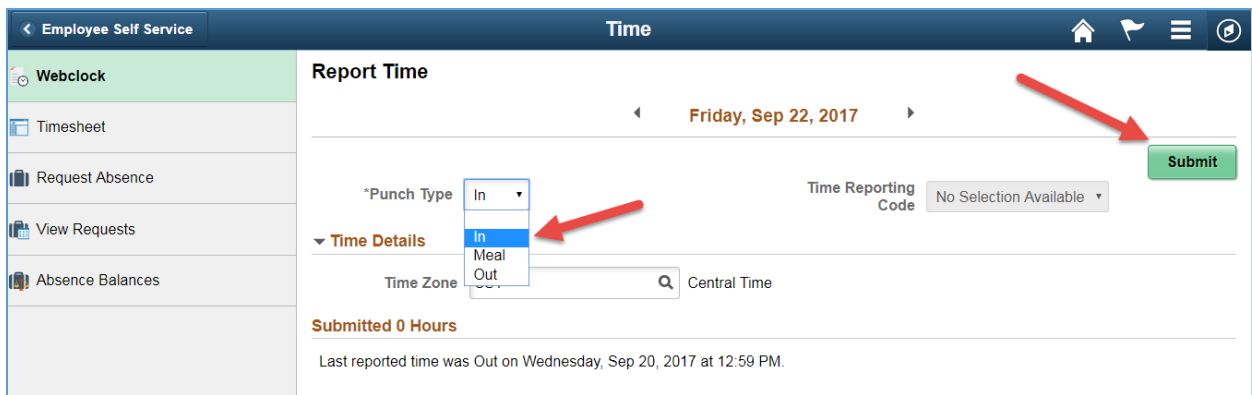 Employee Self Service
Time
Webclock
Timesheet
Request Absence
View Requests
Absence Balances
Report Time
Friday, Sep 22, 2017
Submit
*Punch Type In
Time Reporting
Code
No Selection Available
In
Meal
Out
Time Details
Time Zone
Central Time
Submitted 0 Hours
Last reported time was Out on Wednesday, Sep 20, 2017 at 12:59 PM.